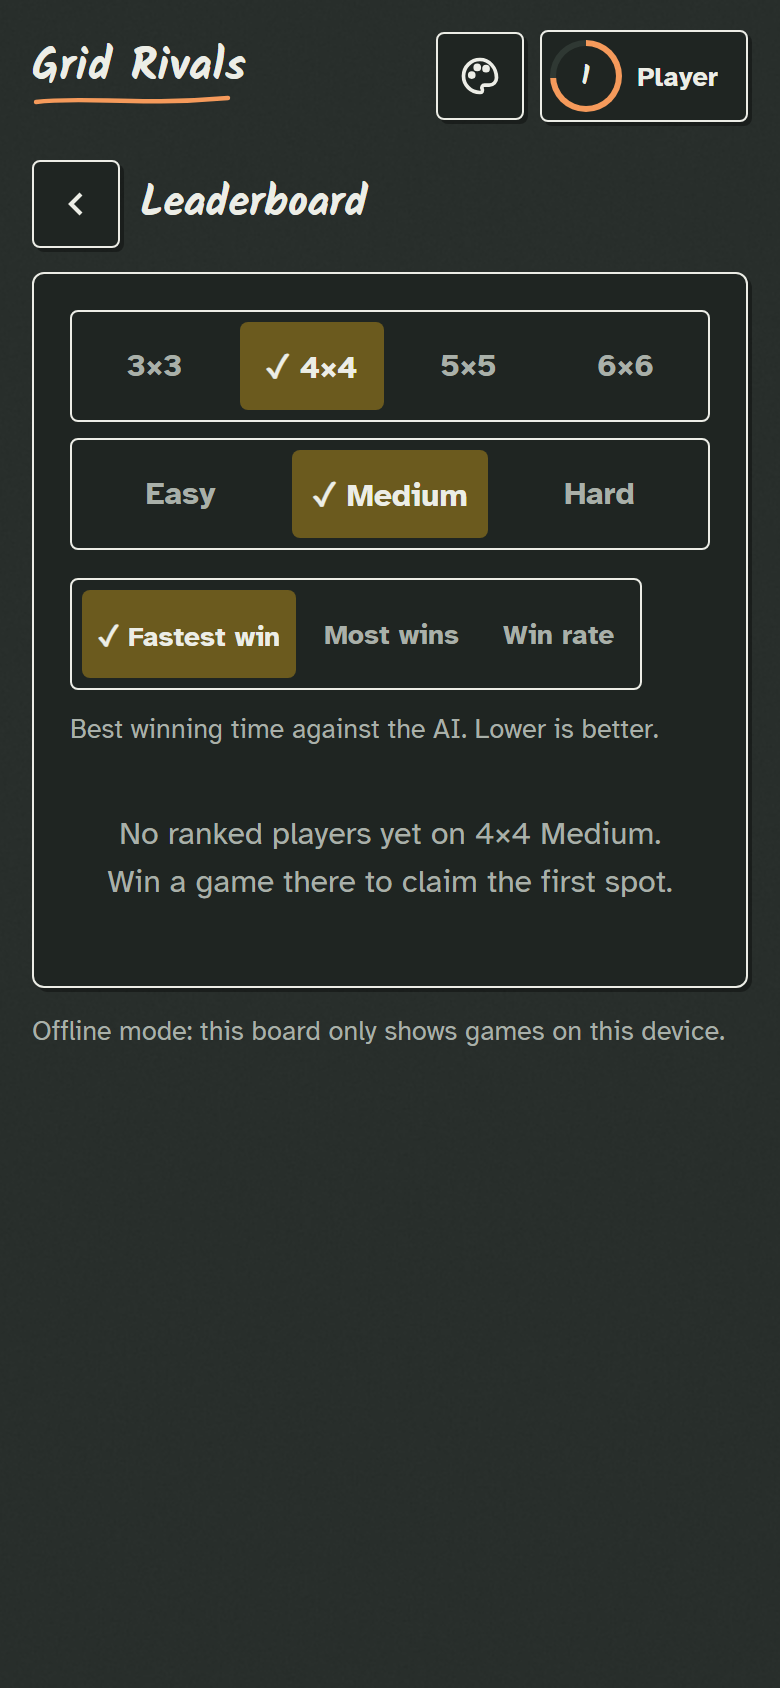 Grid Rivals
1 Player
Leaderboard
3×3 ✓ 4×4 5×5 6×6
Easy ✓ Medium Hard
✓ Fastest win Most wins Win rate
Best winning time against the AI. Lower is better.
No ranked players yet on 4×4 Medium.
Win a game there to claim the first spot.
Offline mode: this board only shows games on this device.